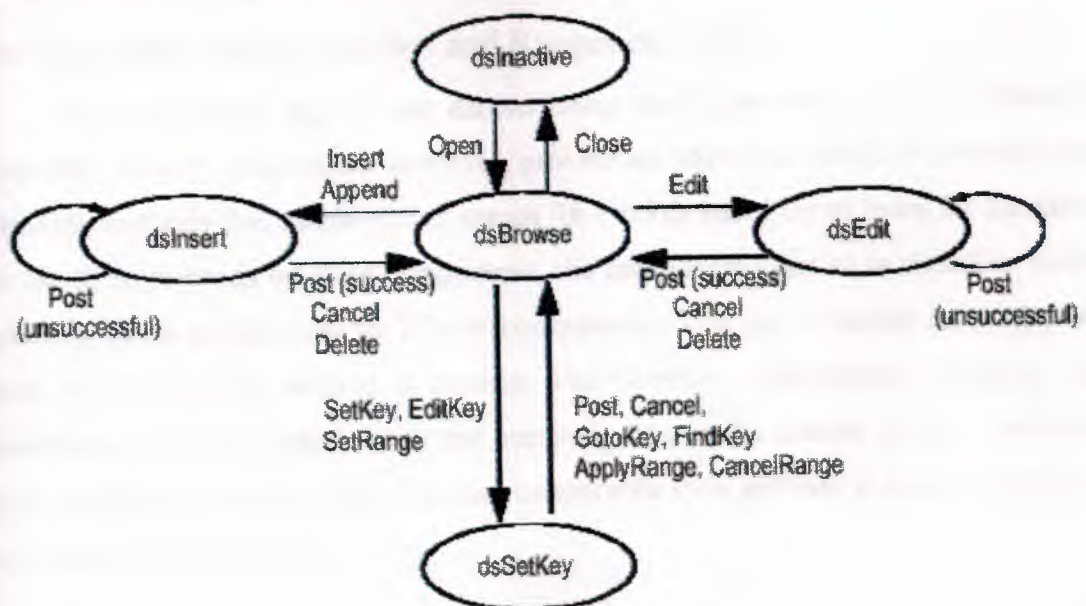 dsInactive
Open
Close
Insert
Append
Edit
dsInsert
dsBrowse
dsEdit
Post
(unsuccessful)
Post (success)
Cancel
Delete
Post (success)
Cancel
Delete
Post
(unsuccessful)
SetKey, EditKey
SetRange
Post, Cancel,
GotoKey, FindKey
ApplyRange, CancelRange
dsSetKey